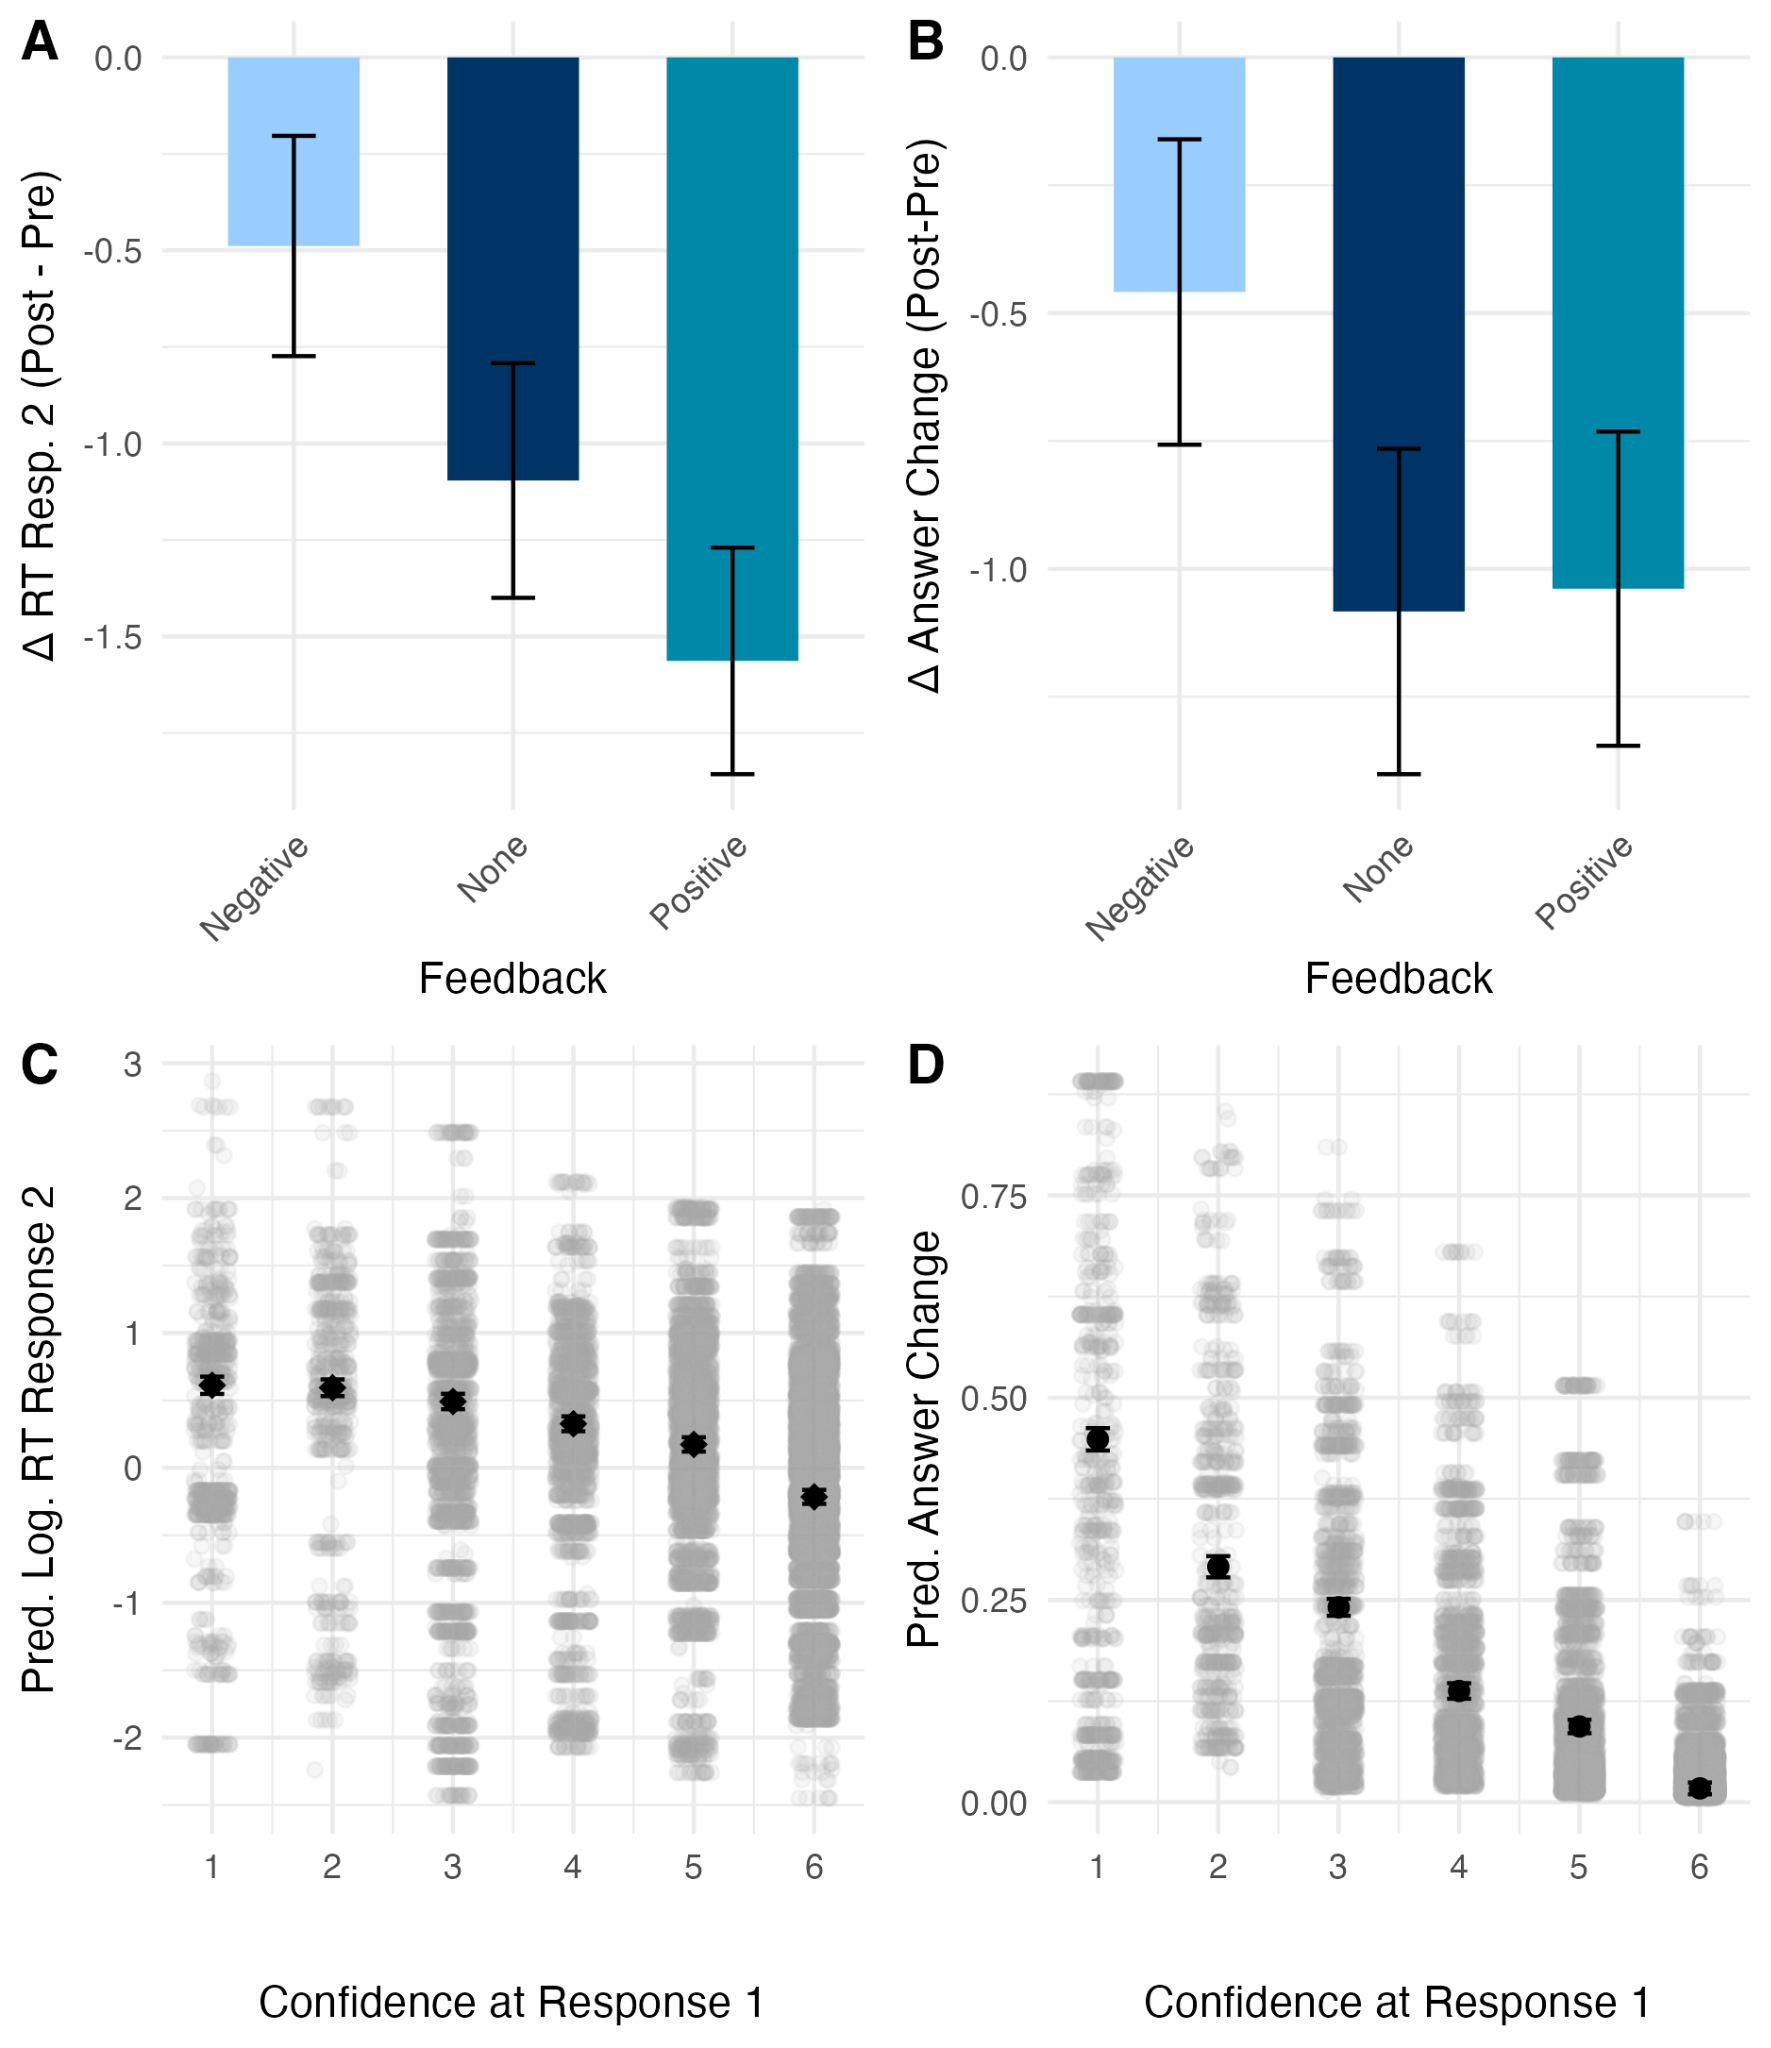 A
Δ RT Resp. 2 (Post - Pre)
0.0
-0.5
-1.0
-1.5
Negative
None
Positive
Feedback
B
Δ Answer Change (Post-Pre)
0.0
-0.5
-1.0
Negative
None
Positive
Feedback
C
Pred. Log. RT Response 2
3
2
1
0
-1
-2
1 2 3 4 5 6
Confidence at Response 1
D
Pred. Answer Change
0.75
0.50
0.25
0.00
1 2 3 4 5 6
Confidence at Response 1